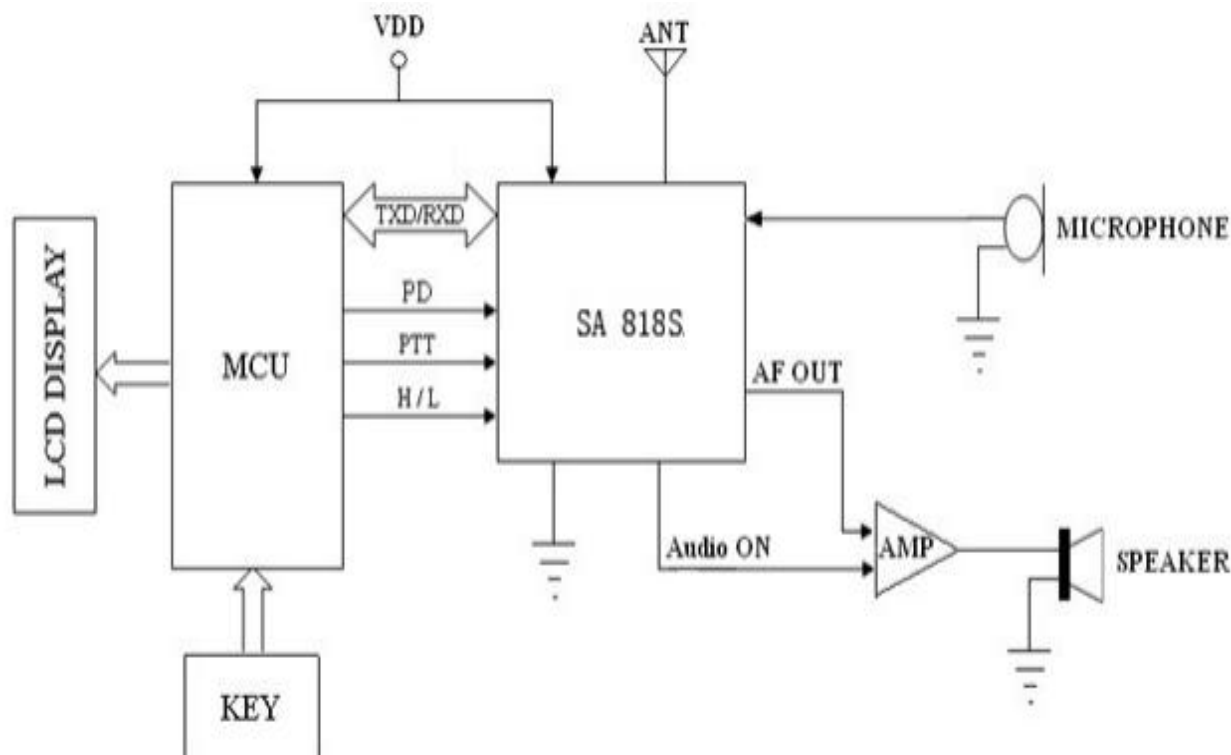 VDD
ANT
TXD/RXD
MICROPHONE
LCD DISPLAY
MCU
PD
PTT
H/L
SA 818S
AF OUT
Audio ON
AMP
SPEAKER
KEY